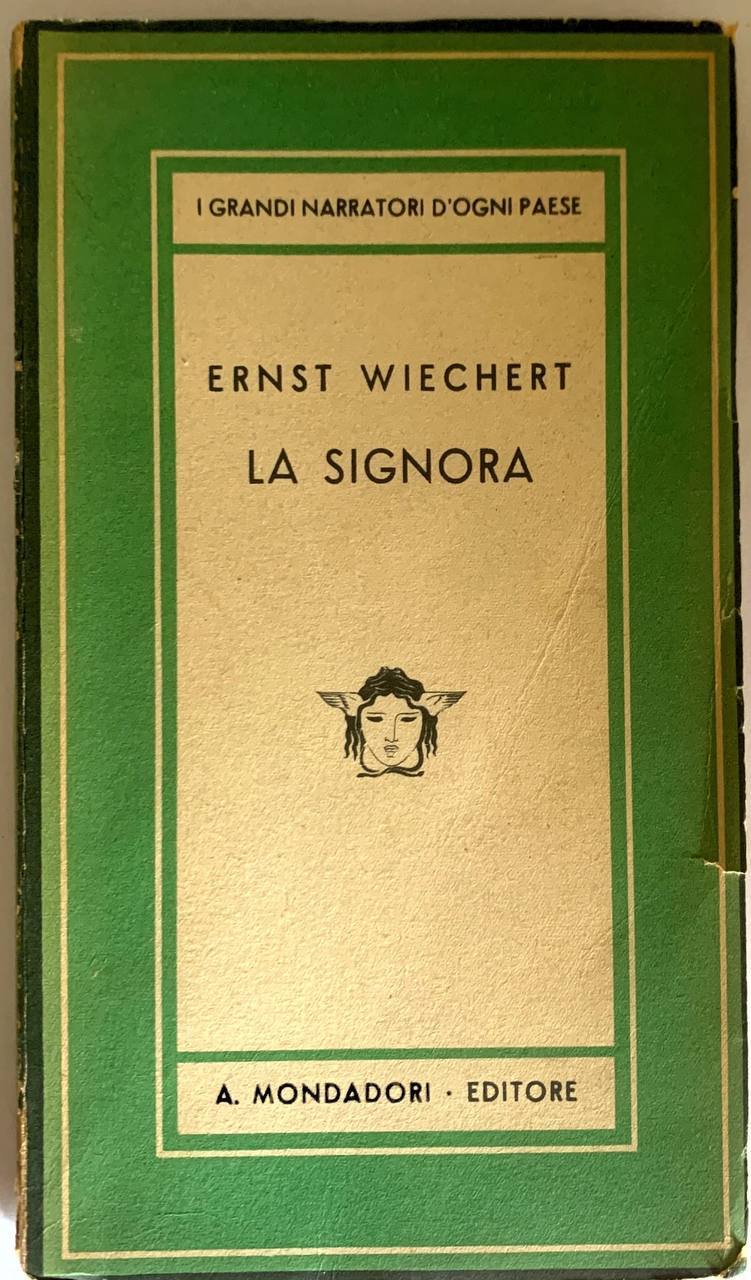 I GRANDI NARRATORI D'OGNI PAESE
ERNST WIECHERT
LA SIGNORA
A. MONDADORI · EDITORE